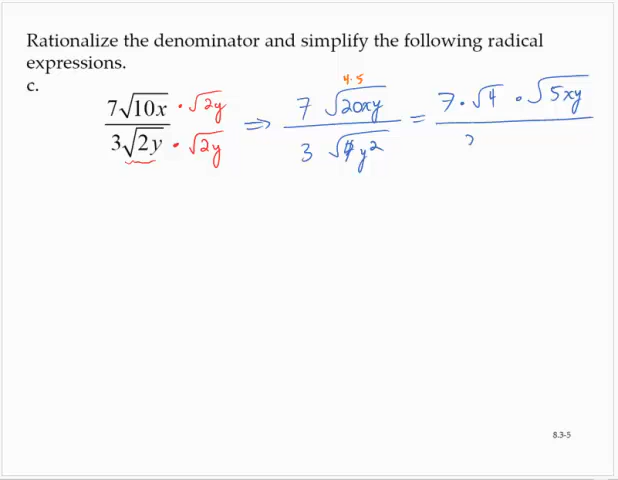 Rationalize the denominator and simplify the following radical
expressions.
c.
4·5
7√10x · √2y ⇒ 7 √20xy = 7·√4 · √5xy
3√2y · √2y 3 √4y²
8.3-5